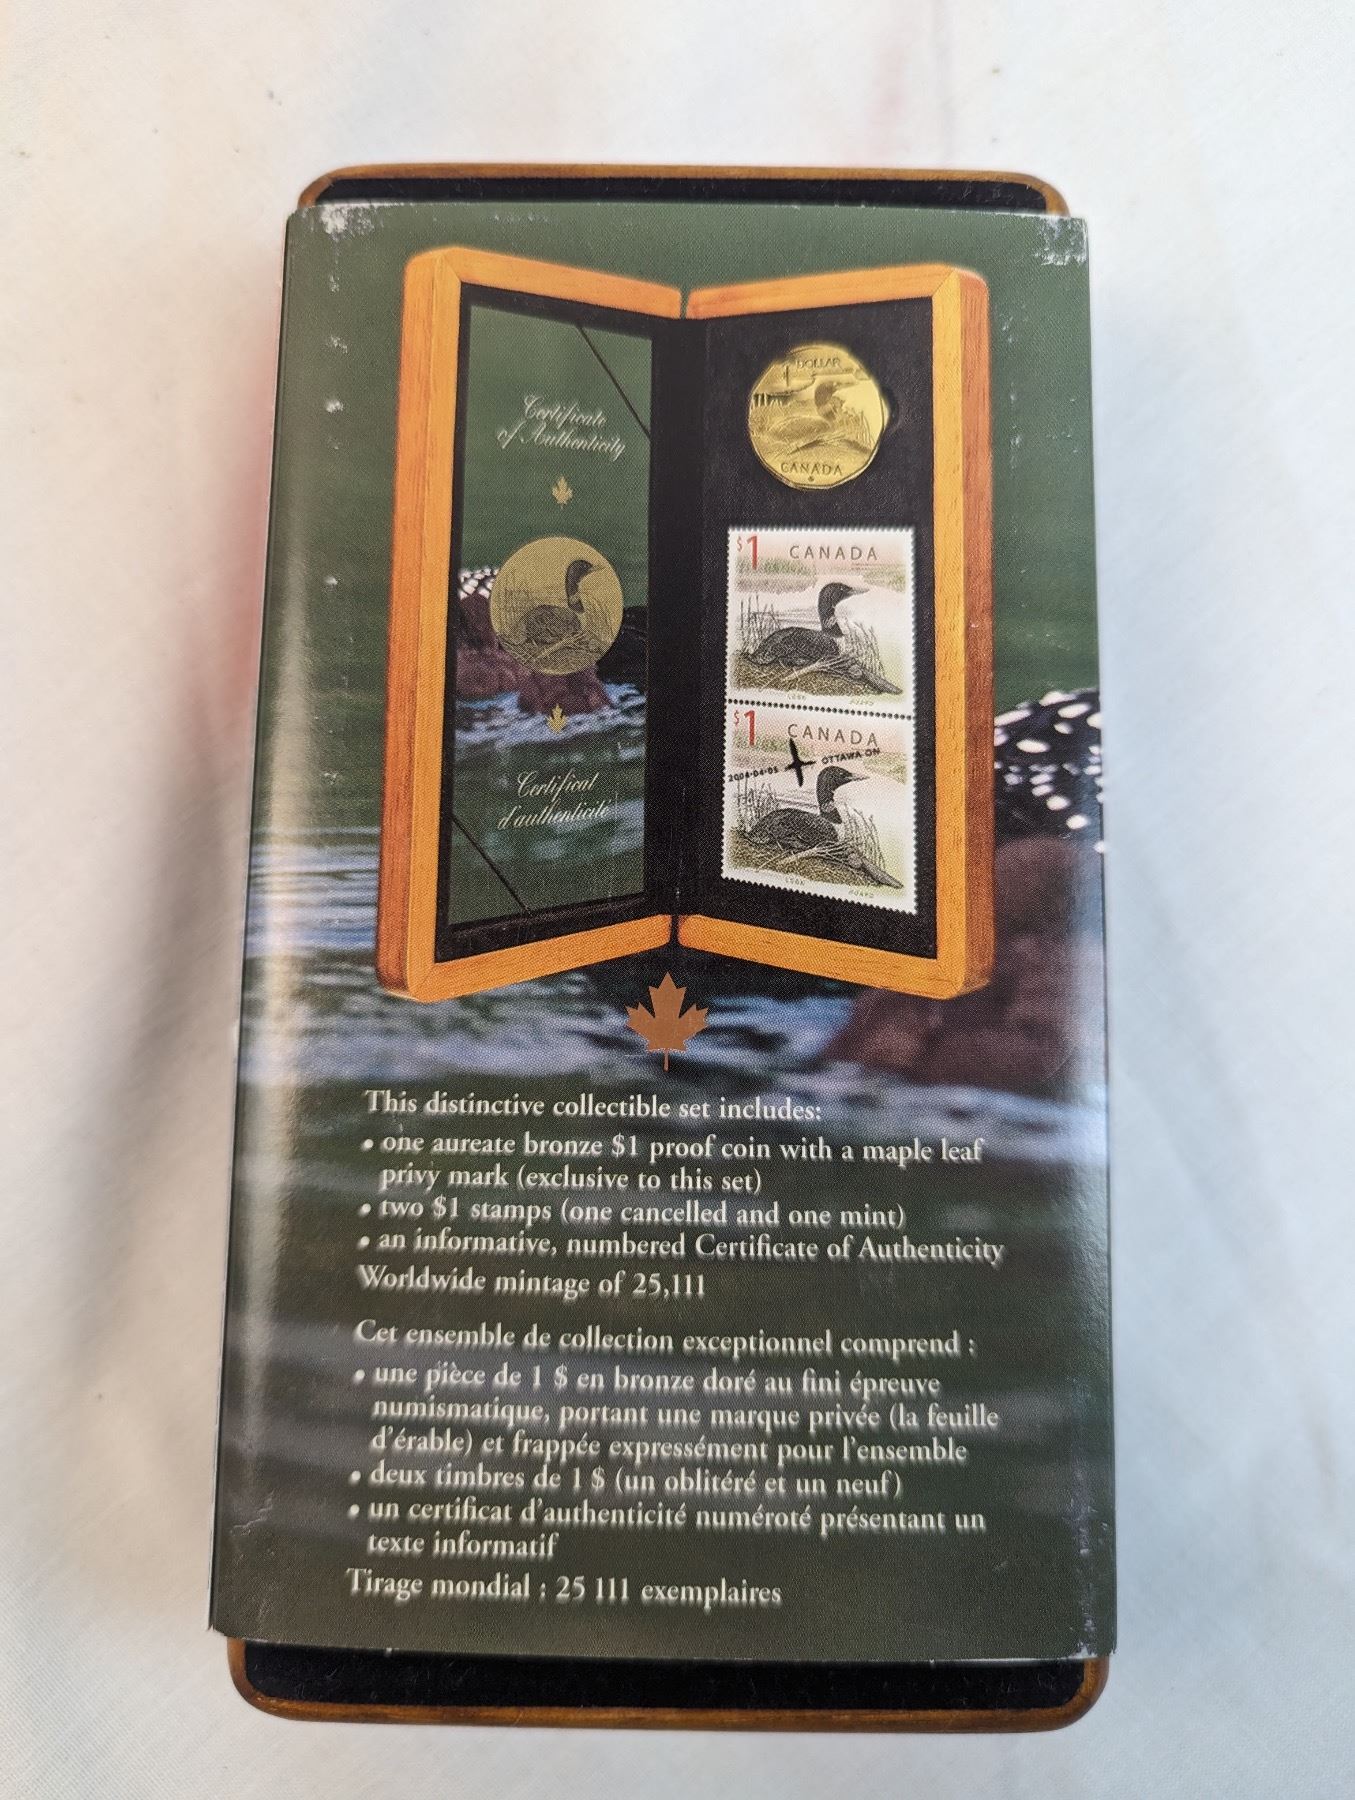 Certificate
of Authenticity
Certificat
d'authenticité
DOLLAR
CANADA
$1 CANADA
$1 CANADA
2004-04-05 OTTAWA ON
This distinctive collectible set includes:
• one aureate bronze $1 proof coin with a maple leaf
privy mark (exclusive to this set)
• two $1 stamps (one cancelled and one mint)
• an informative, numbered Certificate of Authenticity
Worldwide mintage of 25,111
Cet ensemble de collection exceptionnel comprend :
• une pièce de 1 $ en bronze doré au fini épreuve
numismatique, portant une marque privée (la feuille
d'érable) et frappée expressément pour l'ensemble
• deux timbres de 1 $ (un oblitéré et un neuf)
• un certificat d'authenticité numéroté présentant un
texte informatif
Tirage mondial : 25 111 exemplaires